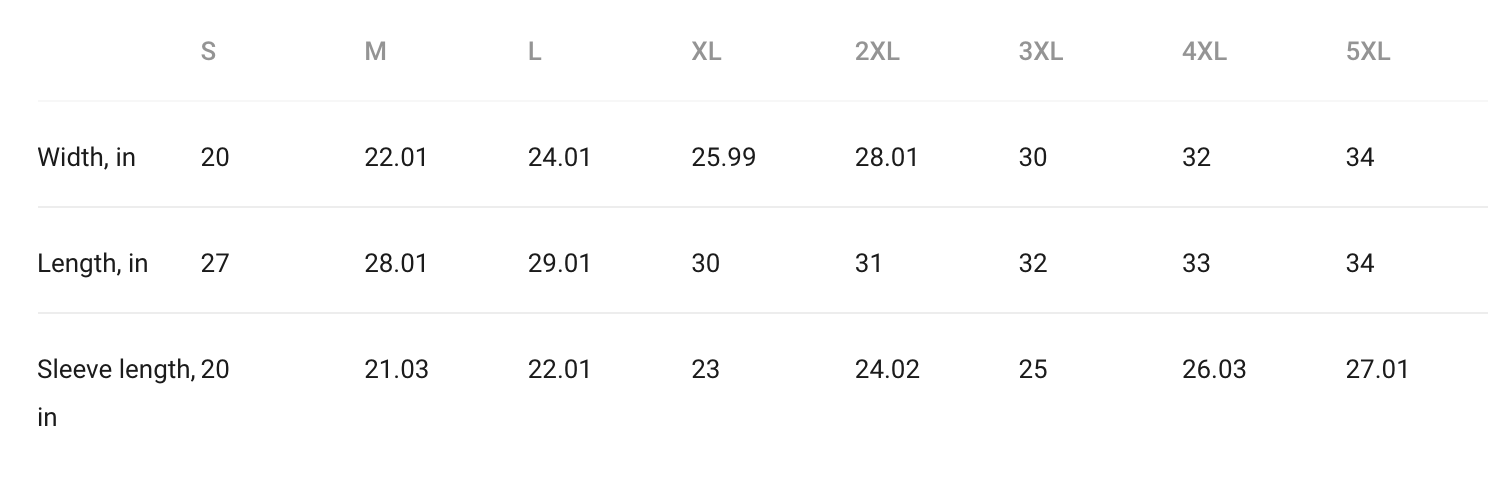 S M L XL 2XL 3XL 4XL 5XL
Width, in 20 22.01 24.01 25.99 28.01 30 32 34
Length, in 27 28.01 29.01 30 31 32 33 34
Sleeve length, 20 21.03 22.01 23 24.02 25 26.03 27.01
in